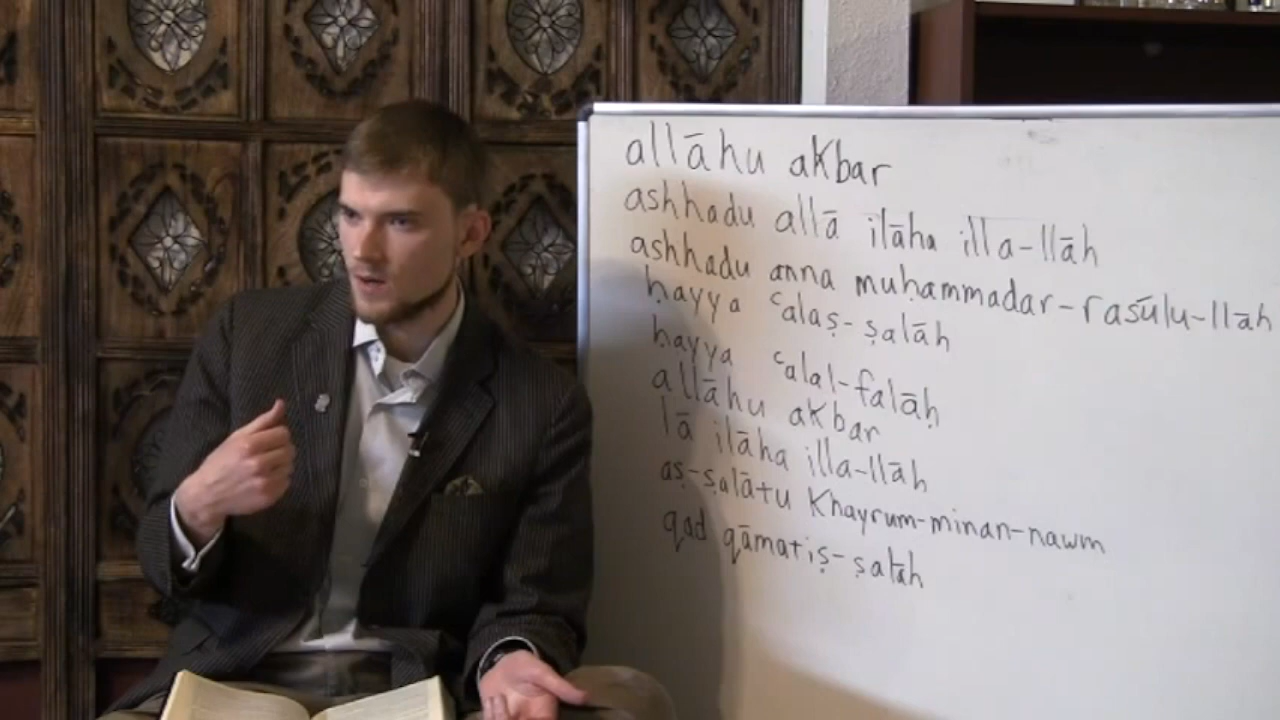 allāhu akbar
ashhadu allā ilāha illa-llāh
ashhadu anna muḥammadar-rasūlu-llāh
ḥayya ʿalaṣ-ṣalāh
ḥayya ʿalal-falāḥ
allāhu akbar
lā ilāha illa-llāh
aṣ-ṣalātu khayrum-minan-nawm
qad qāmatiṣ-ṣalāh